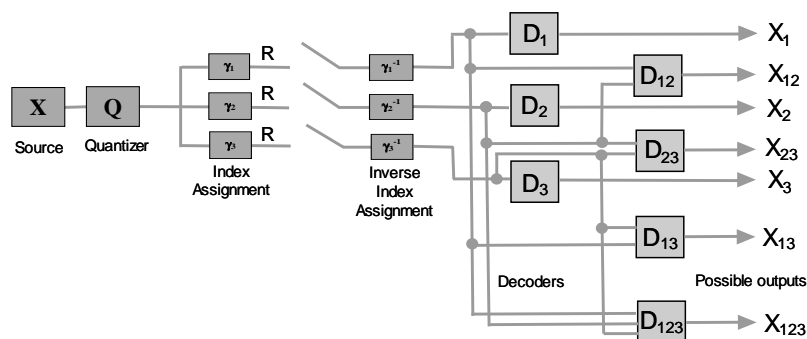 X
Source
Q
Quantizer
γ₁
γ₂
γ₃
R
R
R
Index
Assignment
γ₁⁻¹
γ₂⁻¹
γ₃⁻¹
Inverse
Index
Assignment
D₁
D₁₂
D₂
D₂₃
D₃
D₁₃
D₁₂₃
Decoders
X₁
X₁₂
X₂
X₂₃
X₃
X₁₃
Possible outputs
X₁₂₃